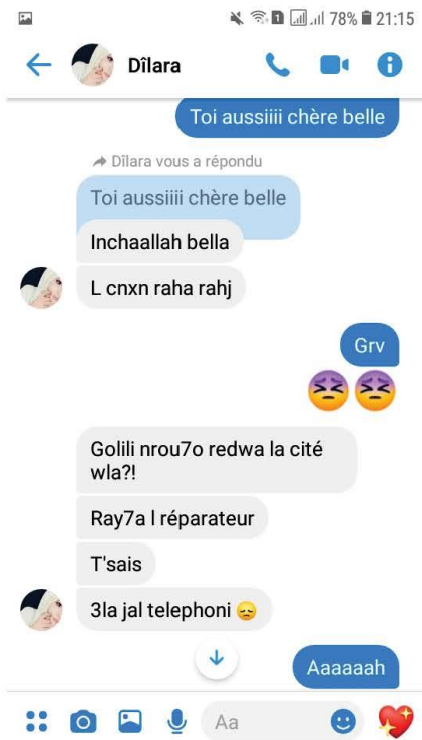 78% 21:15
Dîlara
Toi aussiiii chère belle
Dîlara vous a répondu
Toi aussiiii chère belle
Inchaallah bella
L cnxn raha rahj
Grv
Golili nrou7o redwa la cité
wla?!
Ray7a l réparateur
T'sais
3la jal telephoni
Aaaaaah
Aa